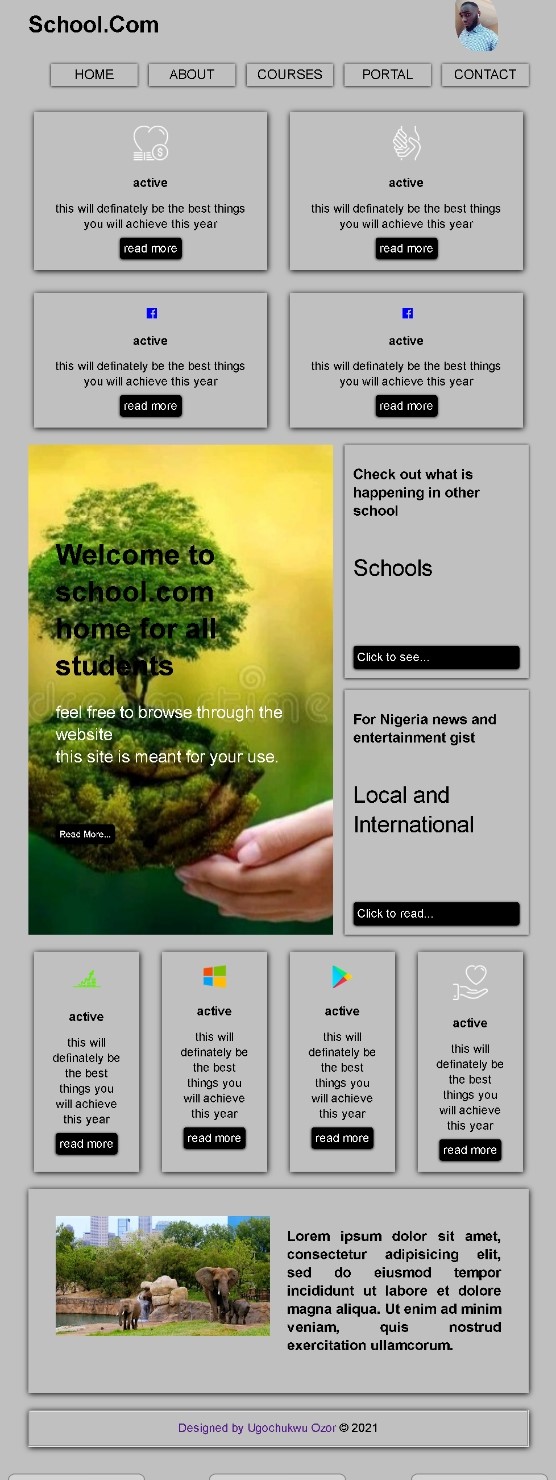 School.Com
HOME
ABOUT
COURSES
PORTAL
CONTACT
active
this will definately be the best things
you will achieve this year
read more
active
this will definately be the best things
you will achieve this year
read more
active
this will definately be the best things
you will achieve this year
read more
active
this will definately be the best things
you will achieve this year
read more
Welcome to
school.com
home for all
students
feel free to browse through the
website
this site is meant for your use.
Read More...
Check out what is
happening in other
school
Schools
Click to see...
For Nigeria news and
entertainment gist
Local and
International
Click to read...
active
this will
definately be
the best
things you
will achieve
this year
read more
active
this will
definately be
the best
things you
will achieve
this year
read more
active
this will
definately be
the best
things you
will achieve
this year
read more
active
this will
definately be
the best
things you
will achieve
this year
read more
Lorem ipsum dolor sit amet,
consectetur adipisicing elit,
sed do eiusmod tempor
incididunt ut labore et dolore
magna aliqua. Ut enim ad minim
veniam, quis nostrud
exercitation ullamcorum.
Designed by Ugochukwu Ozor © 2021